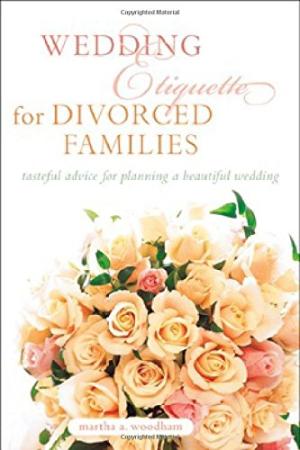 WEDDING
Etiquette
for DIVORCED
FAMILIES
tasteful advice for planning a beautiful wedding
martha a. woodham